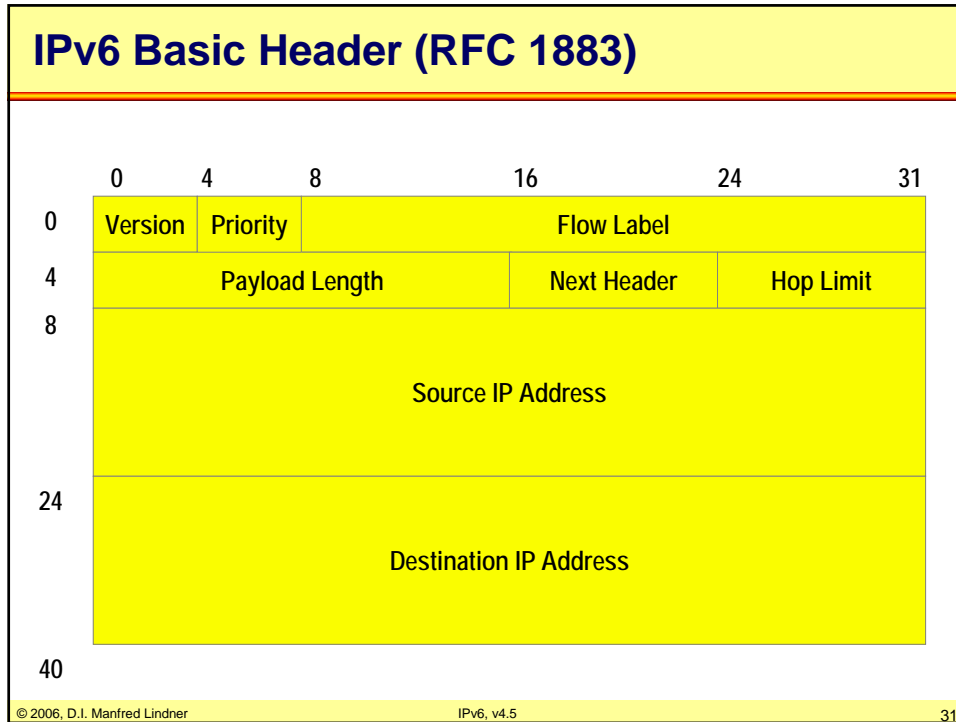 IPv6 Basic Header (RFC 1883)
0 4 8 16 24 31
0 Version Priority Flow Label
4 Payload Length Next Header Hop Limit
8
Source IP Address
24
Destination IP Address
40
© 2006, D.I. Manfred Lindner IPv6, v4.5 31